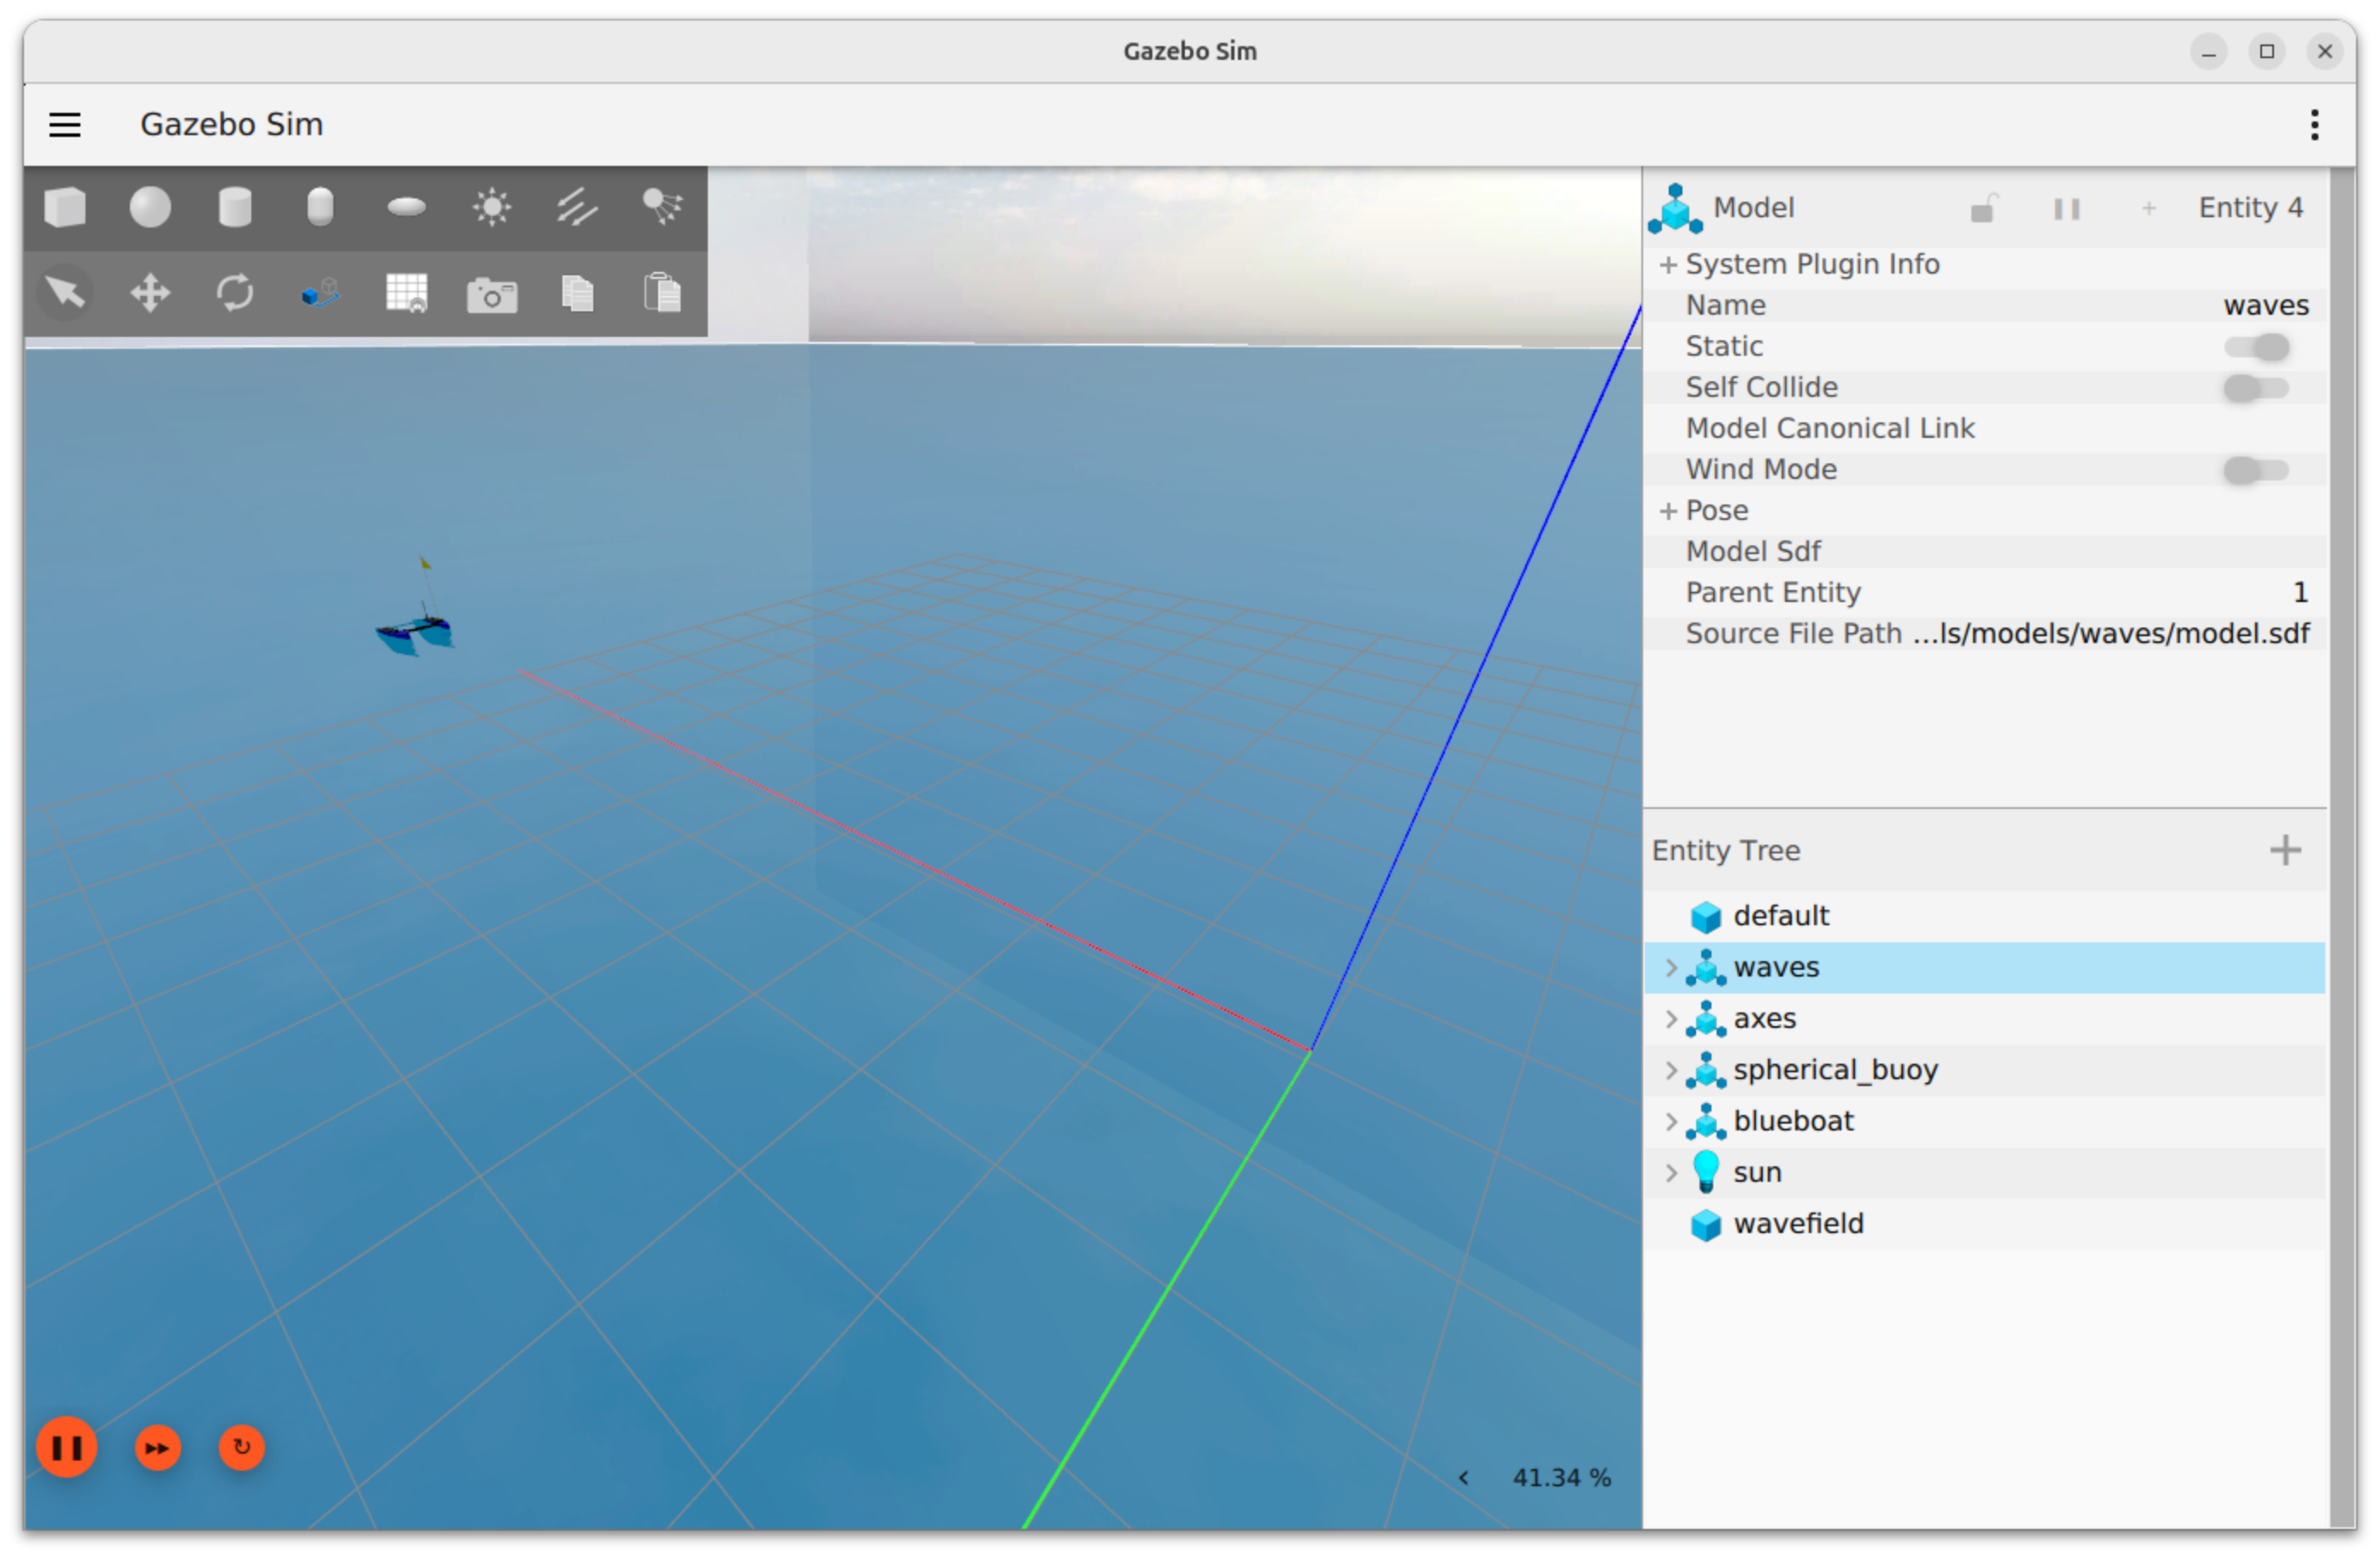 Gazebo Sim
Gazebo Sim
Model Entity 4
System Plugin Info
Name waves
Static
Self Collide
Model Canonical Link
Wind Mode
Pose
Model Sdf
Parent Entity 1
Source File Path ...ls/models/waves/model.sdf
Entity Tree
default
waves
axes
spherical_buoy
blueboat
sun
wavefield
41.34 %